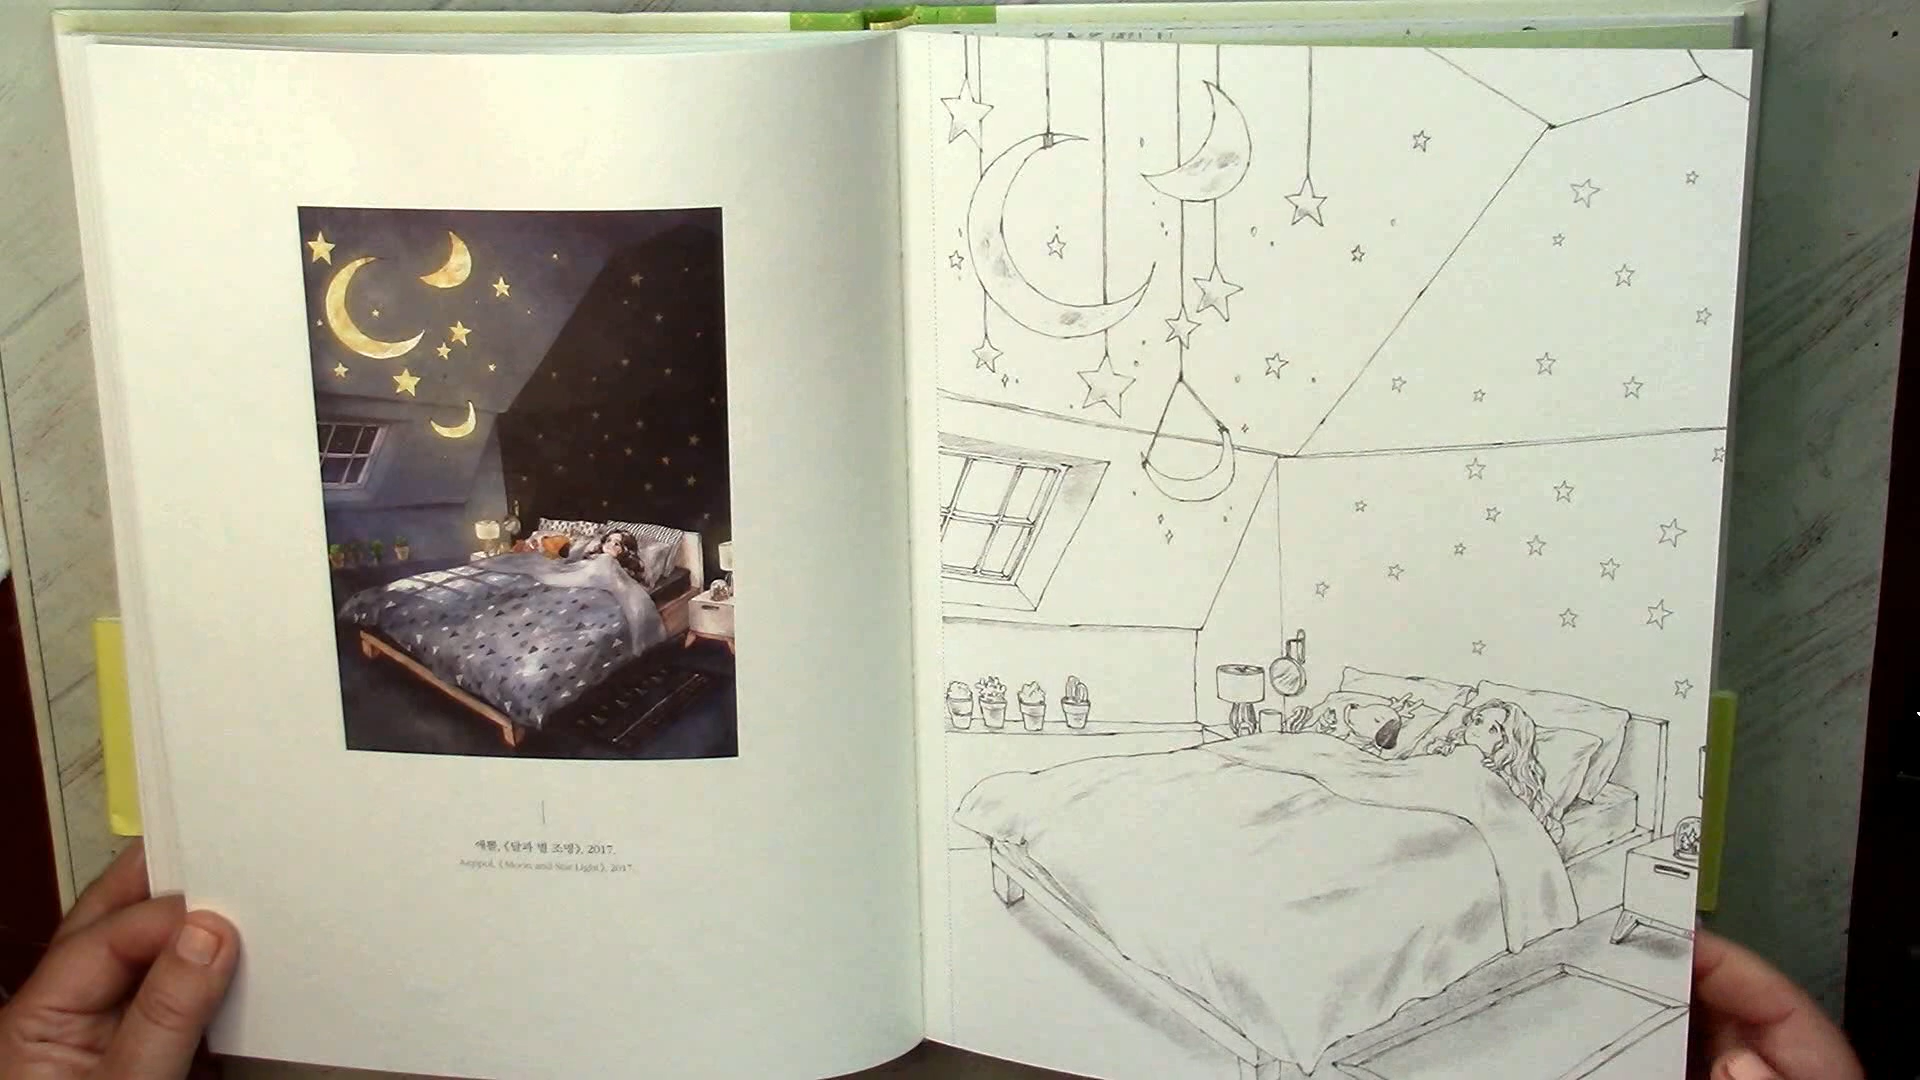 애뽈, 《달과 별 조명》, 2017.
Aeppol, 《Moon and Star Light》, 2017